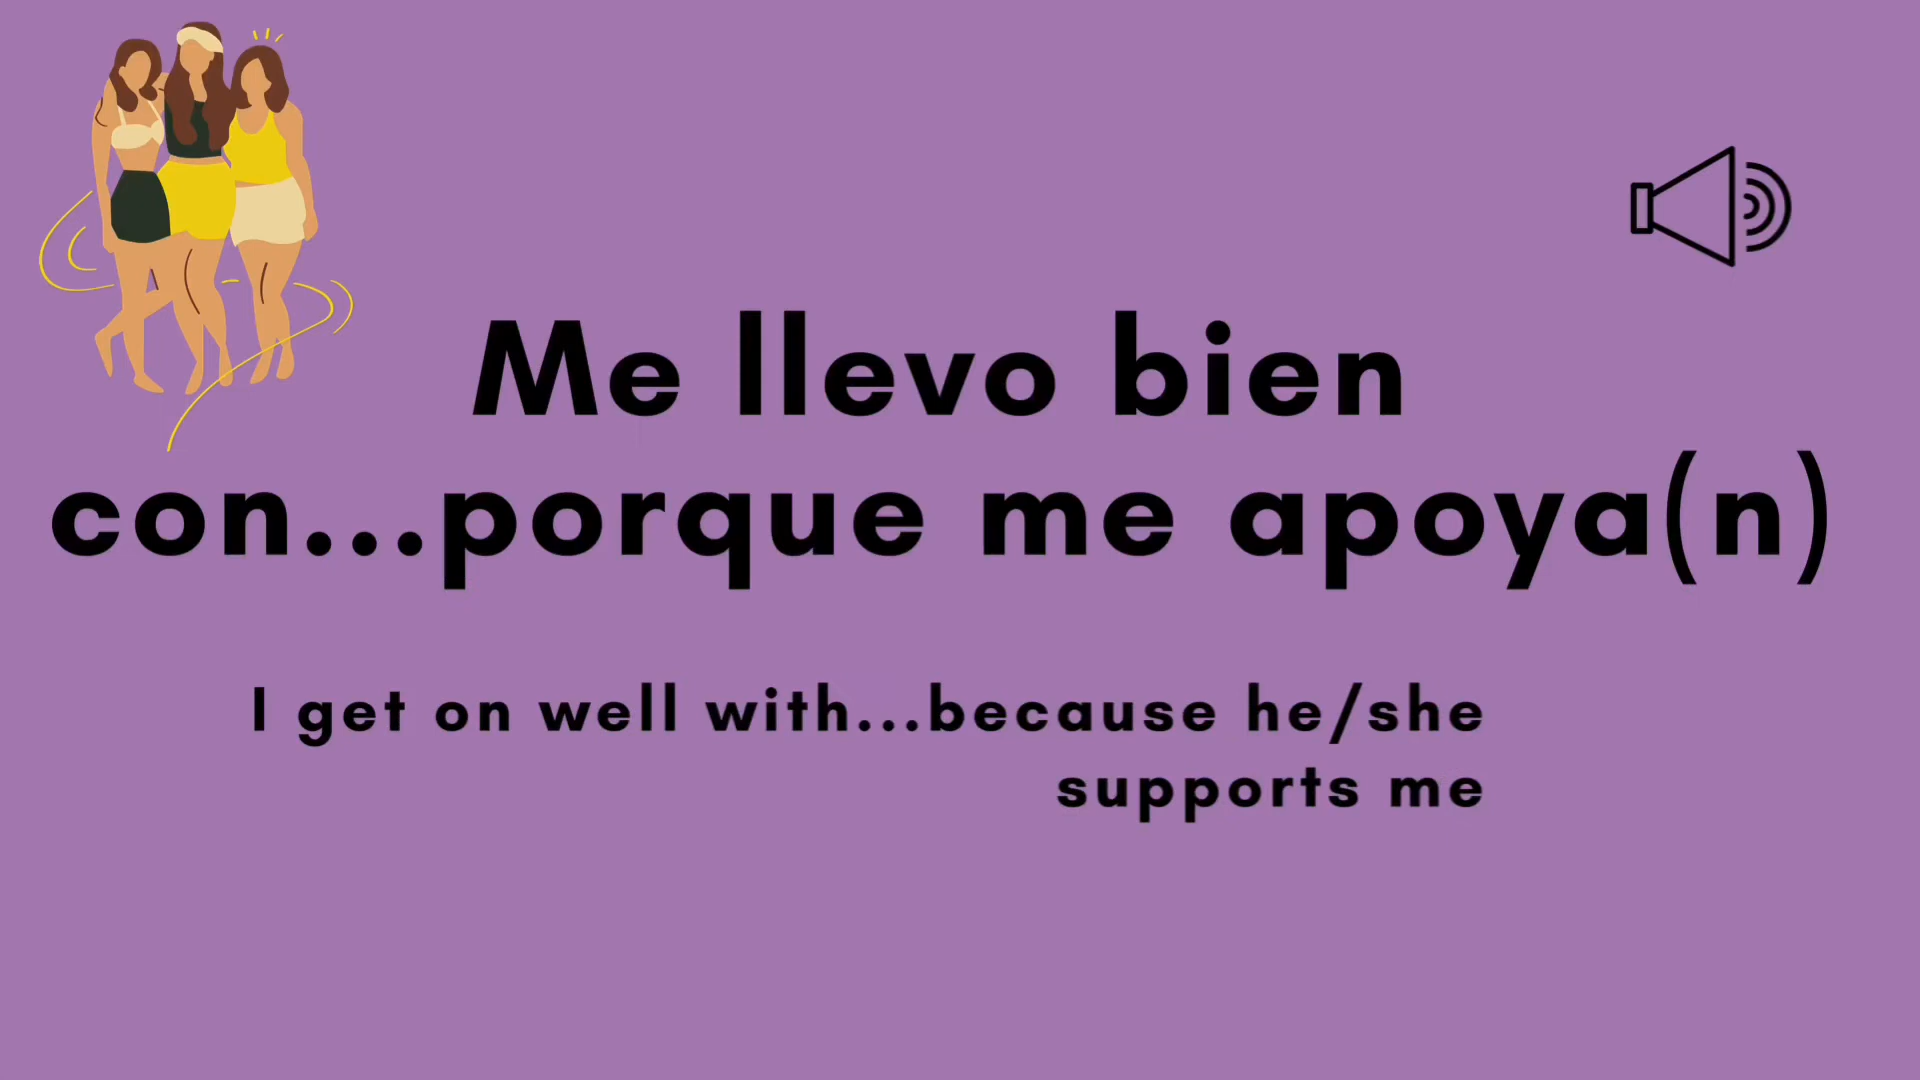 Me llevo bien
con...porque me apoya(n)
I get on well with...because he/she
supports me